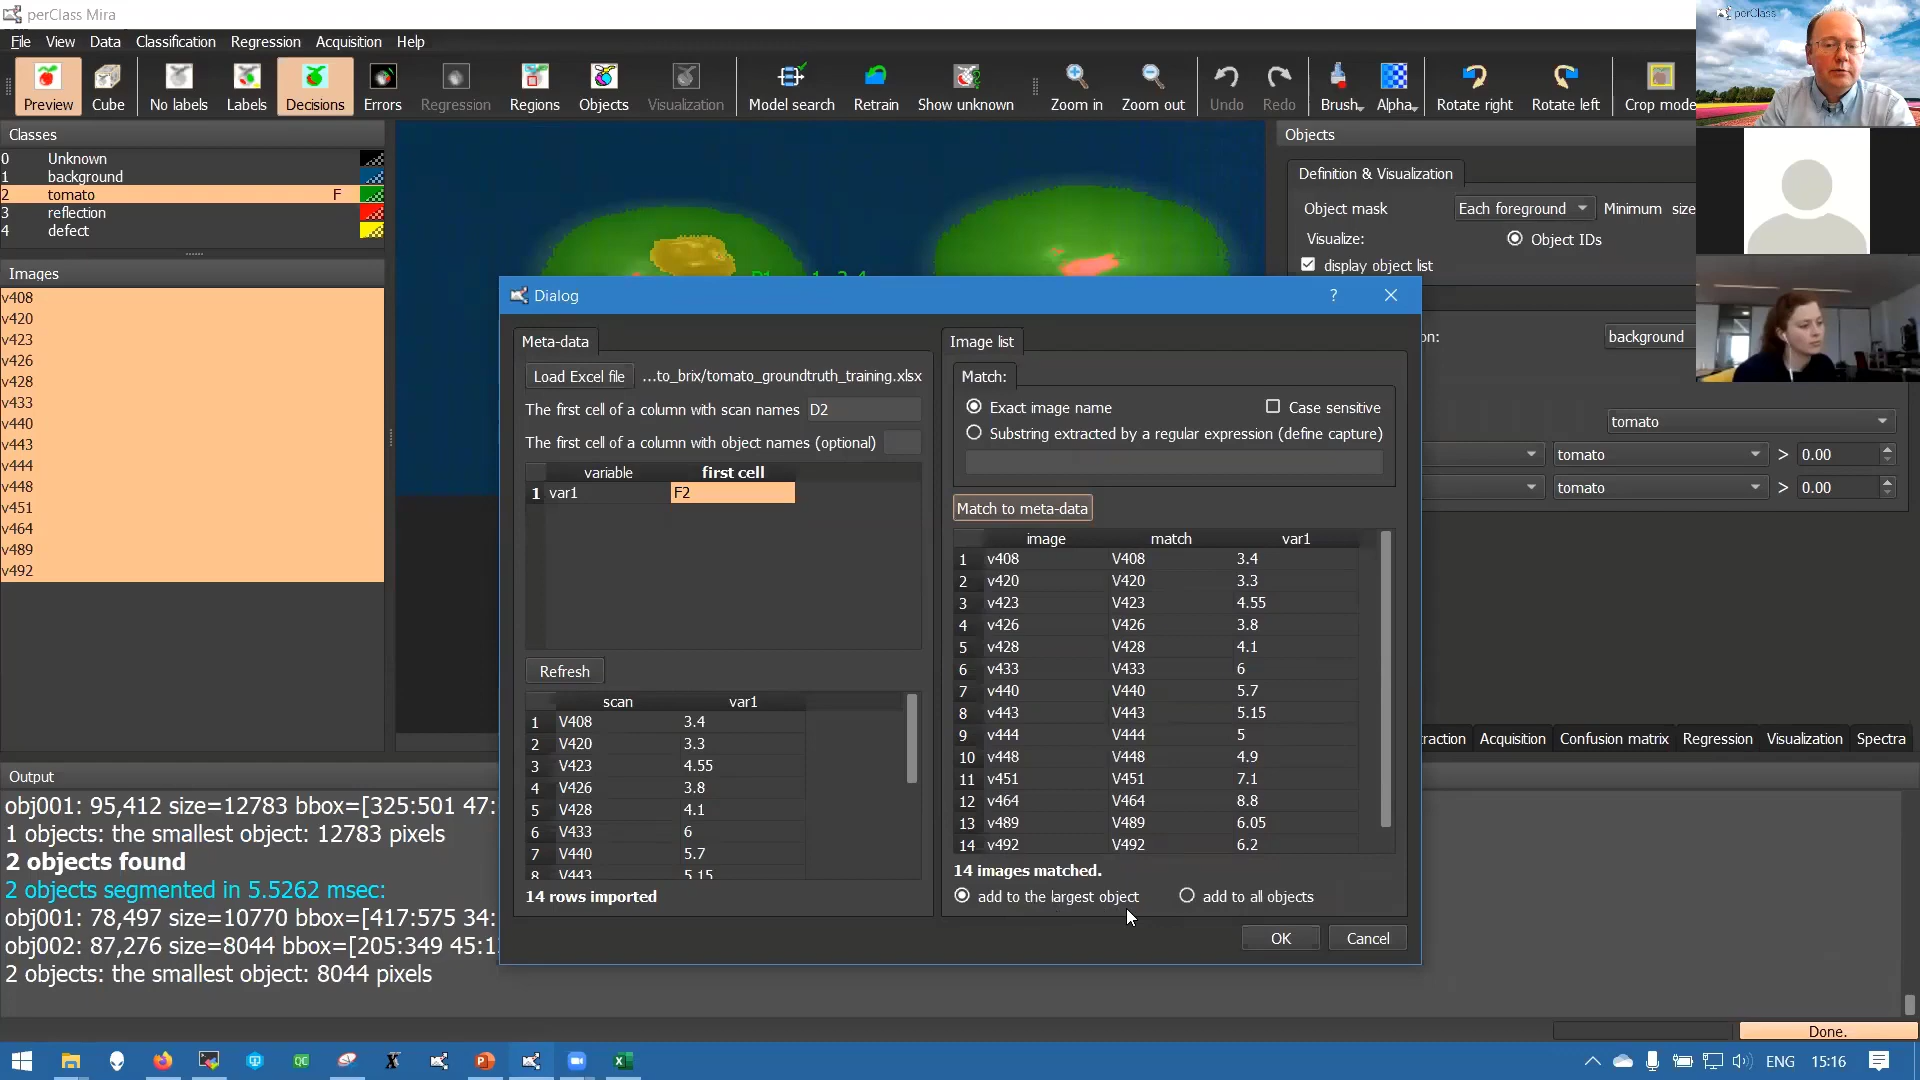 perClass Mira
File View Data Classification Regression Acquisition Help
Preview Cube No labels Labels Decisions Errors Regression Regions Objects Visualization Model search Retrain Show unknown Zoom in Zoom out Undo Redo Brush Alpha Rotate right Rotate left Crop mode
perClass
Classes
0 Unknown
1 background
2 tomato F
3 reflection
4 defect
Images
v408
v420
v423
v426
v428
v433
v440
v443
v444
v448
v451
v464
v489
v492
Objects
Definition & Visualization
Object mask Each foreground Minimum size
Visualize: Object IDs
display object list
on: background
tomato
tomato > 0.00
tomato > 0.00
raction Acquisition Confusion matrix Regression Visualization Spectra
Dialog ?
Meta-data
Load Excel file ...to_brix/tomato_groundtruth_training.xlsx
The first cell of a column with scan names D2
The first cell of a column with object names (optional)
variable first cell
1 var1 F2
Refresh
scan var1
1 V408 3.4
2 V420 3.3
3 V423 4.55
4 V426 3.8
5 V428 4.1
6 V433 6
7 V440 5.7
8 V443 5.15
14 rows imported
Image list
Match:
Exact image name Case sensitive
Substring extracted by a regular expression (define capture)
Match to meta-data
image match var1
1 v408 V408 3.4
2 v420 V420 3.3
3 v423 V423 4.55
4 v426 V426 3.8
5 v428 V428 4.1
6 v433 V433 6
7 v440 V440 5.7
8 v443 V443 5.15
9 v444 V444 5
10 v448 V448 4.9
11 v451 V451 7.1
12 v464 V464 8.8
13 v489 V489 6.05
14 v492 V492 6.2
14 images matched.
add to the largest object add to all objects
OK Cancel
Output
obj001: 95,412 size=12783 bbox=[325:501 47:
1 objects: the smallest object: 12783 pixels
2 objects found
2 objects segmented in 5.5262 msec:
obj001: 78,497 size=10770 bbox=[417:575 34:
obj002: 87,276 size=8044 bbox=[205:349 45:1
2 objects: the smallest object: 8044 pixels
Done.
ENG 15:16